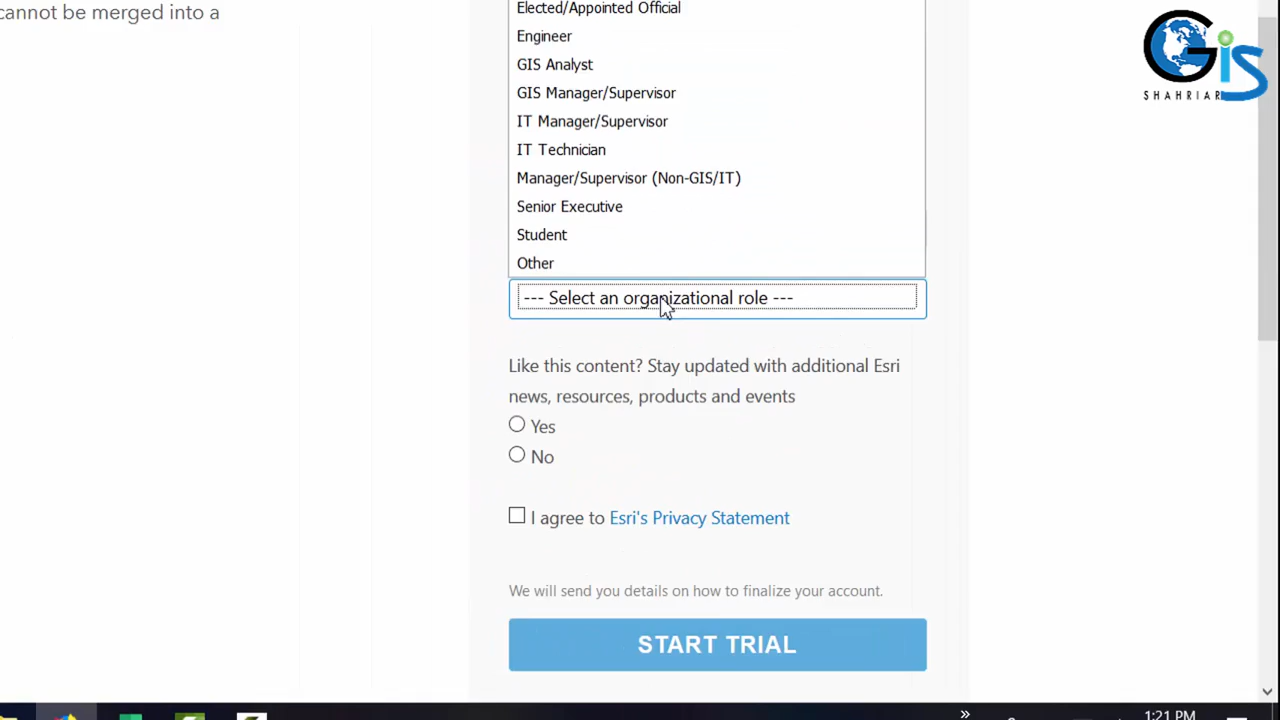 cannot be merged into a
Elected/Appointed Official
Engineer
GIS Analyst
GIS Manager/Supervisor
IT Manager/Supervisor
IT Technician
Manager/Supervisor (Non-GIS/IT)
Senior Executive
Student
Other
--- Select an organizational role ---
Like this content? Stay updated with additional Esri
news, resources, products and events
Yes
No
I agree to Esri's Privacy Statement
We will send you details on how to finalize your account.
START TRIAL
GIS
SHAHRIAR
1:21 PM